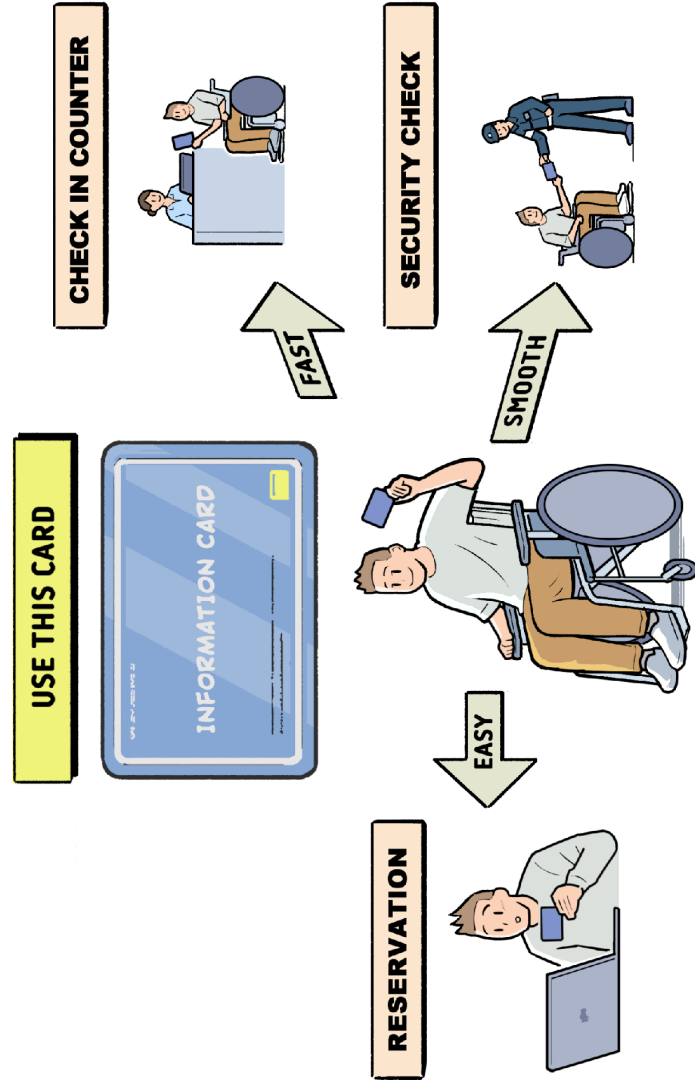 USE THIS CARD
INFORMATION CARD
RESERVATION
EASY
FAST
CHECK IN COUNTER
SMOOTH
SECURITY CHECK